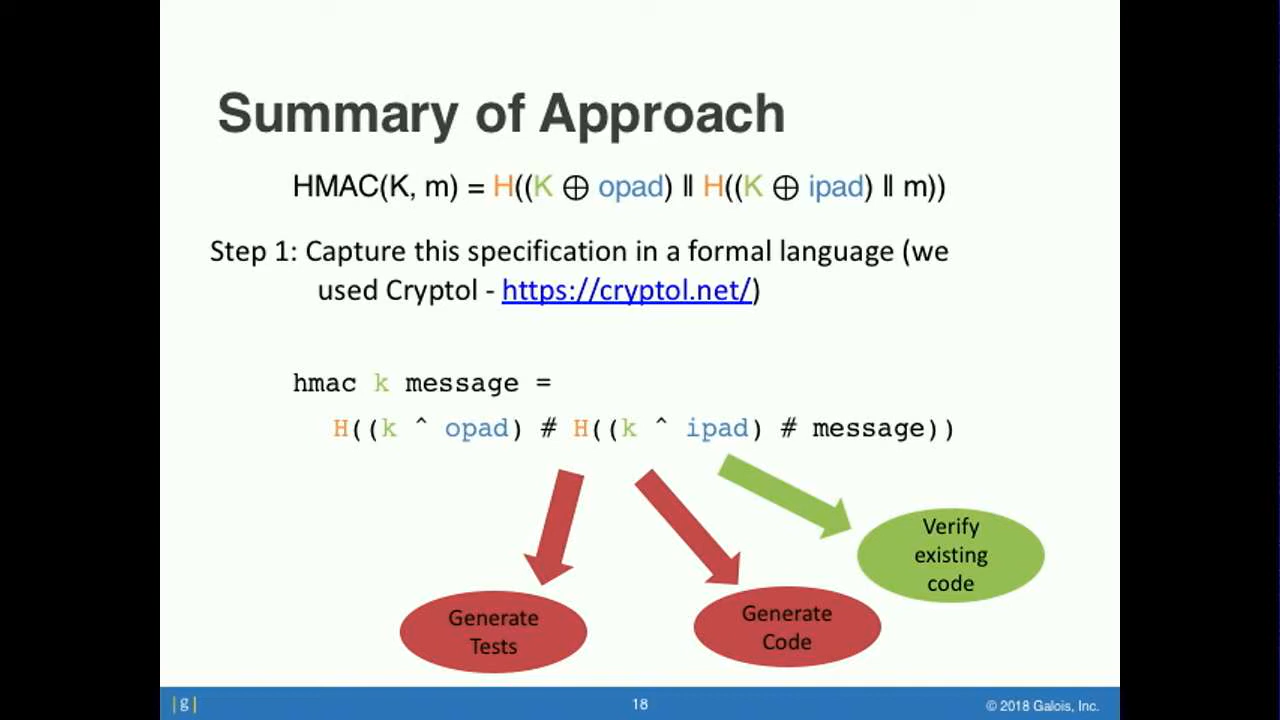 Summary of Approach
HMAC(K, m) = H((K ⊕ opad) ‖ H((K ⊕ ipad) ‖ m))
Step 1: Capture this specification in a formal language (we
used Cryptol - https://cryptol.net/)
hmac k message =
H((k ^ opad) # H((k ^ ipad) # message))
Verify
existing
code
Generate
Tests
Generate
Code
|g|
18
© 2018 Galois, Inc.